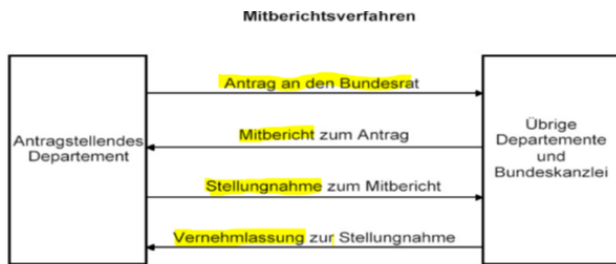 Mitberichtsverfahren
Antragstellendes
Departement
Antrag an den Bundesrat
Mitbericht zum Antrag
Stellungnahme zum Mitbericht
Vernehmlassung zur Stellungnahme
Übrige
Departemente
und
Bundeskanzlei